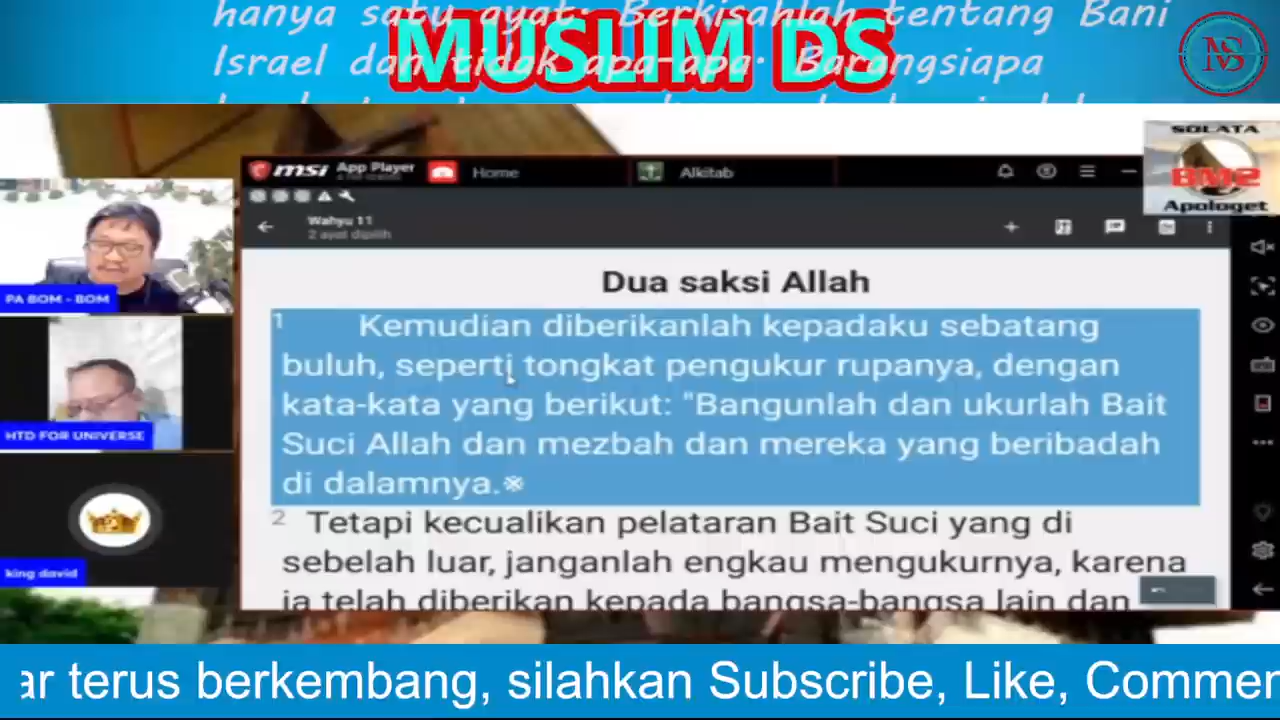 hanya satu ayat. Berkisahlah tentang Bani
Israel dan tidak apa-apa. Barangsiapa
MUSLIM DS
MS
SOLATA
BM2
Apologet
msi App Player
Home
Alkitab
Wahyu 11
2 ayat dipilih
Dua saksi Allah
1 Kemudian diberikanlah kepadaku sebatang
buluh, seperti tongkat pengukur rupanya, dengan
kata-kata yang berikut: "Bangunlah dan ukurlah Bait
Suci Allah dan mezbah dan mereka yang beribadah
di dalamnya.※
2 Tetapi kecualikan pelataran Bait Suci yang di
sebelah luar, janganlah engkau mengukurnya, karena
ia telah diberikan kepada bangsa-bangsa lain dan
PA BOM - BOM
HTD FOR UNIVERSE
king david
ar terus berkembang, silahkan Subscribe, Like, Commen